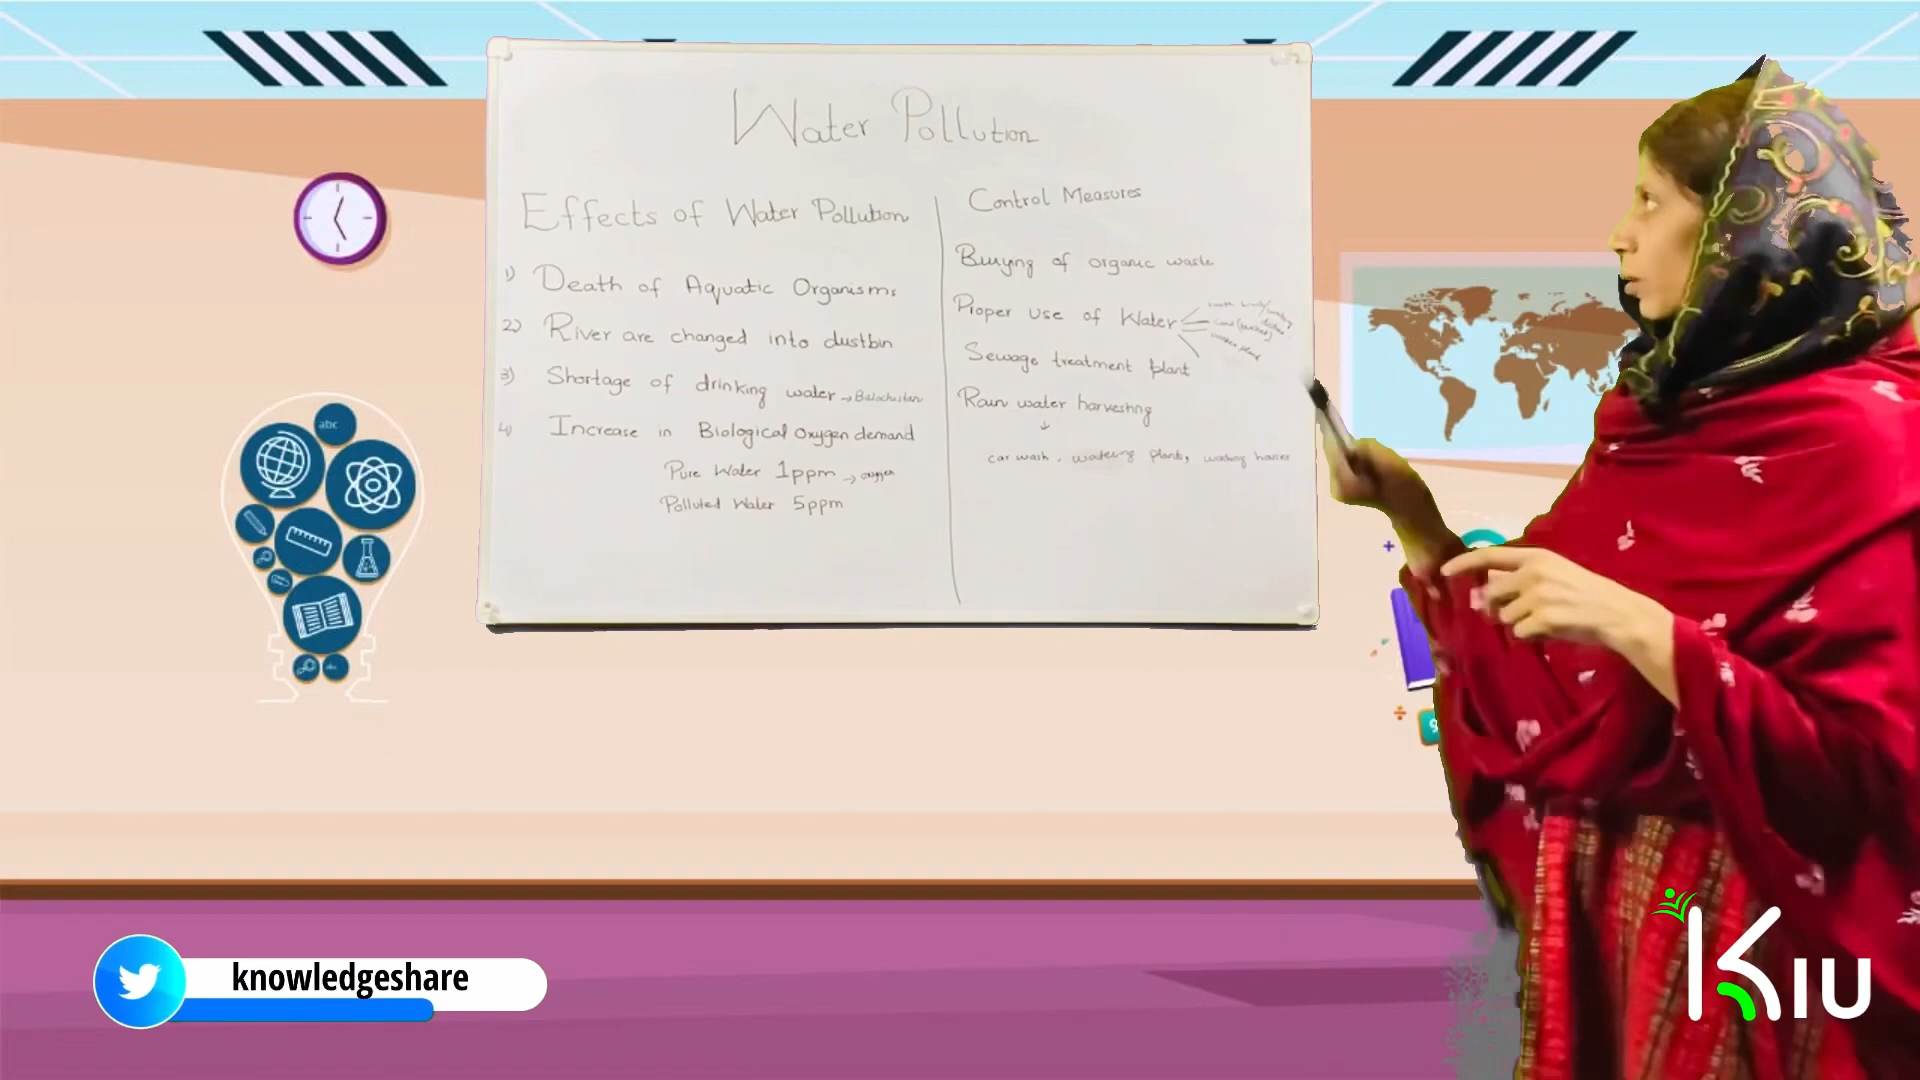 Water Pollution
Effects of Water Pollution
1) Death of Aquatic Organisms
2) River are changed into dustbin
3) Shortage of drinking water → Balochistan
4) Increase in Biological Oxygen demand
Pure Water 1ppm → oxygen
Polluted Water 5ppm
Control Measures
Burying of organic waste
Proper use of Water
Sewage treatment plant
Rain water harvesting
↓
car wash, watering plants, washing houses
abc
knowledgeshare
KIU